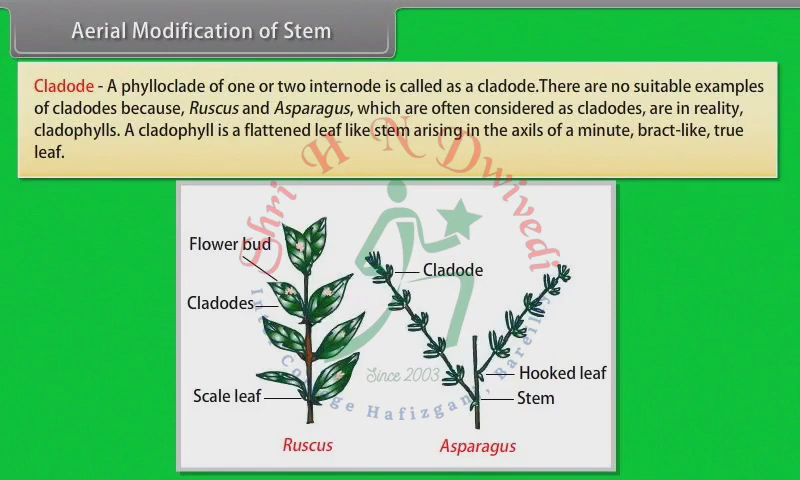 Aerial Modification of Stem
Cladode - A phylloclade of one or two internode is called as a cladode.There are no suitable examples
of cladodes because, Ruscus and Asparagus, which are often considered as cladodes, are in reality,
cladophylls. A cladophyll is a flattened leaf like stem arising in the axils of a minute, bract-like, true
leaf.
Shri H N Dwivedi
Flower bud
Cladode
Cladodes
Since 2003
Hooked leaf
Scale leaf
Stem
Hafizganj Bareilly
Ruscus
Asparagus